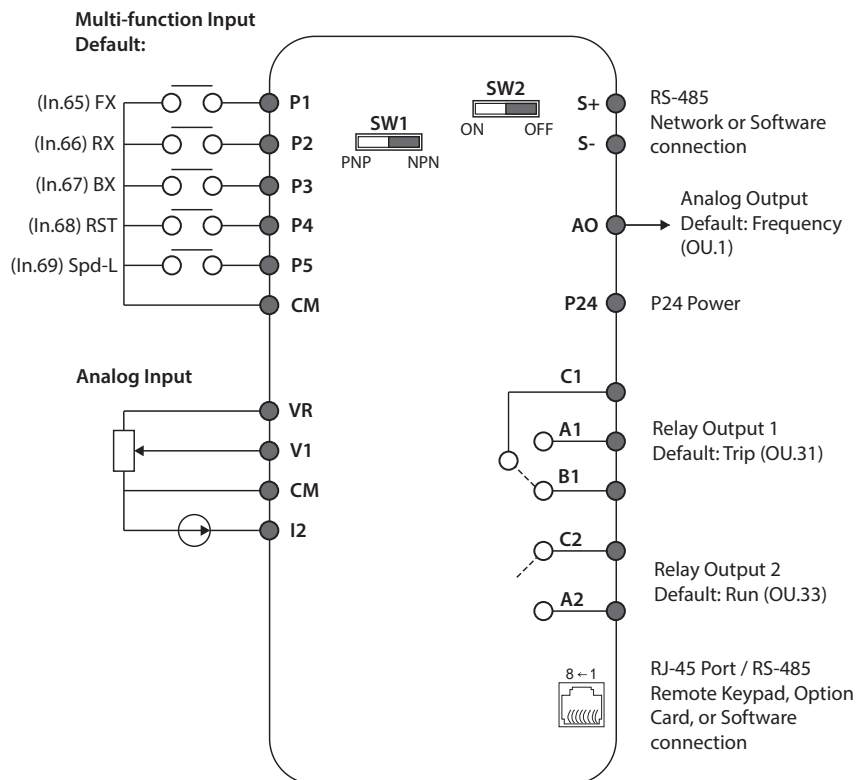 Multi-function Input
Default:
(In.65) FX
P1
(In.66) RX
P2
(In.67) BX
P3
(In.68) RST
P4
(In.69) Spd-L
P5
CM
SW1
PNP NPN
SW2
ON OFF
S+
S-
RS-485
Network or Software
connection
AO
Analog Output
Default: Frequency
(OU.1)
P24
P24 Power
Analog Input
VR
V1
CM
I2
C1
A1
B1
Relay Output 1
Default: Trip (OU.31)
C2
A2
Relay Output 2
Default: Run (OU.33)
8←1
RJ-45 Port / RS-485
Remote Keypad, Option
Card, or Software
connection